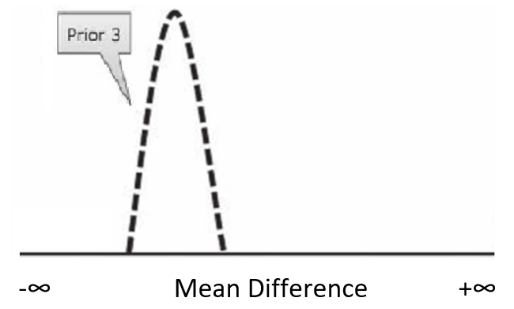 Prior 3
-∞ Mean Difference +∞